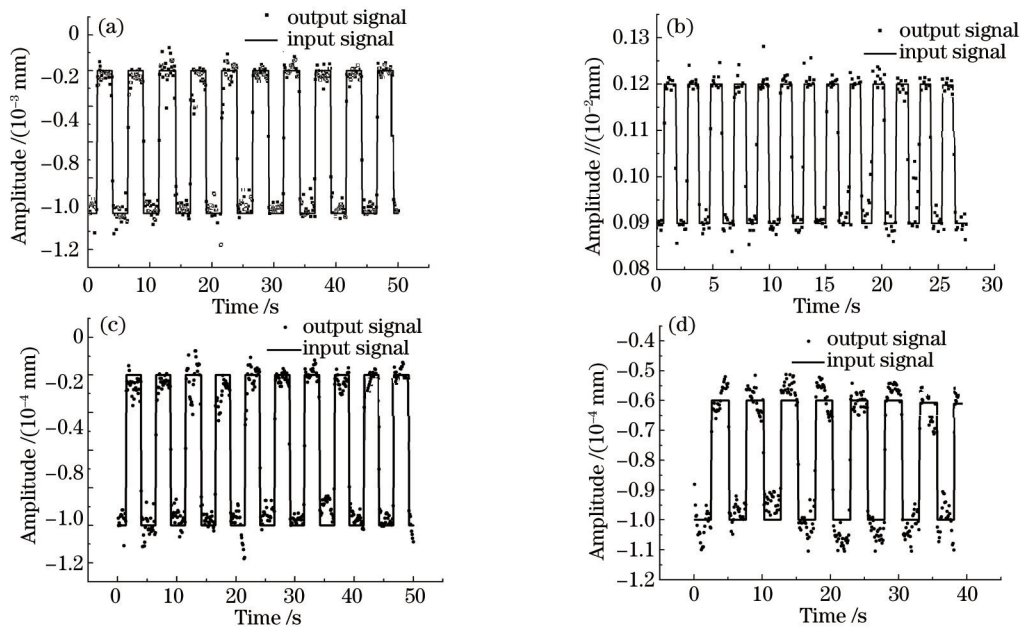 (a)
output signal
input signal
0
−0.2
−0.4
−0.8
−1.0
−1.2
Amplitude /(10⁻³ mm)
0 10 20 30 40 50
Time /s
(b)
output signal
input signal
0.13
0.12
0.11
0.10
0.09
0.08
Amplitude //(10⁻²mm)
0 5 10 15 20 25 30
Time /s
(c)
output signal
input signal
0
−0.2
−0.4
−0.8
−1.0
−1.2
Amplitude /(10⁻⁴ mm)
0 10 20 30 40 50
Time /s
(d)
output signal
input signal
−0.4
−0.5
−0.6
−0.7
−0.8
−0.9
−1.0
−1.1
−1.2
Amplitude /(10⁻⁴ mm)
0 10 20 30 40
Time /s